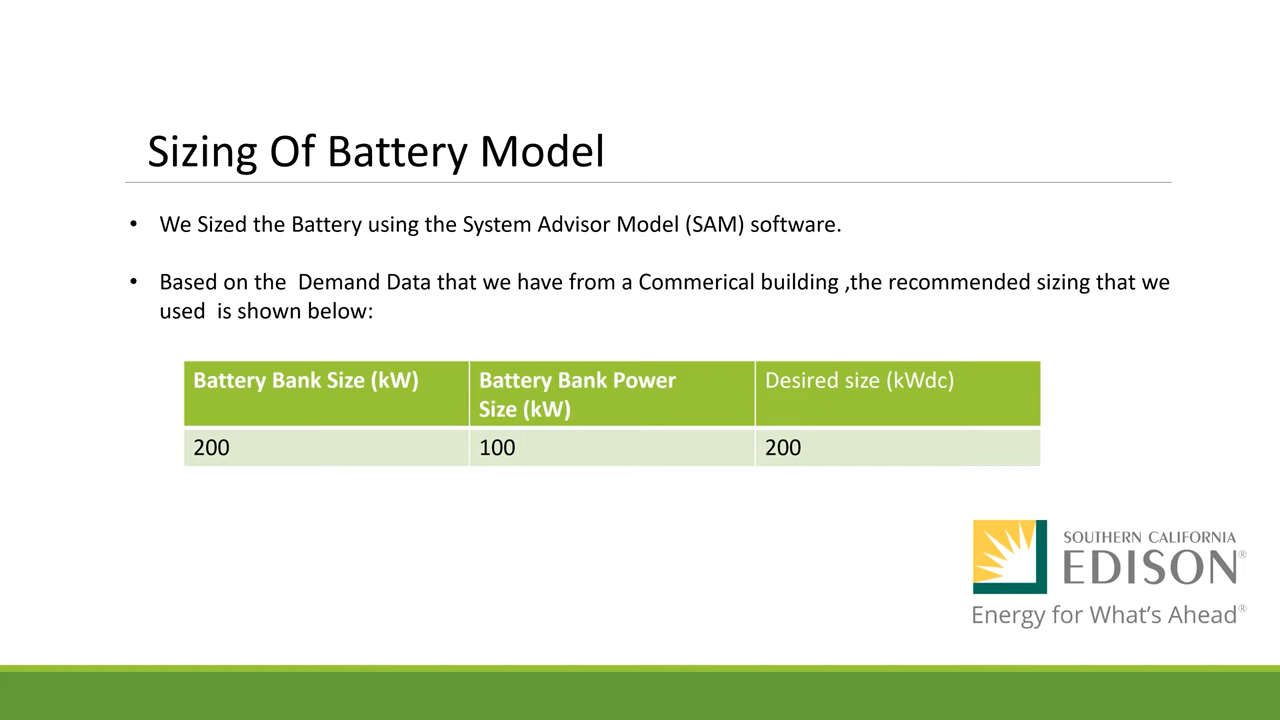 Sizing Of Battery Model
• We Sized the Battery using the System Advisor Model (SAM) software.
• Based on the  Demand Data that we have from a Commerical building ,the recommended sizing that we
used  is shown below:
Battery Bank Size (kW) Battery Bank Power Desired size (kWdc)
Size (kW)
200 100 200
SOUTHERN CALIFORNIA
EDISON®
Energy for What's Ahead®